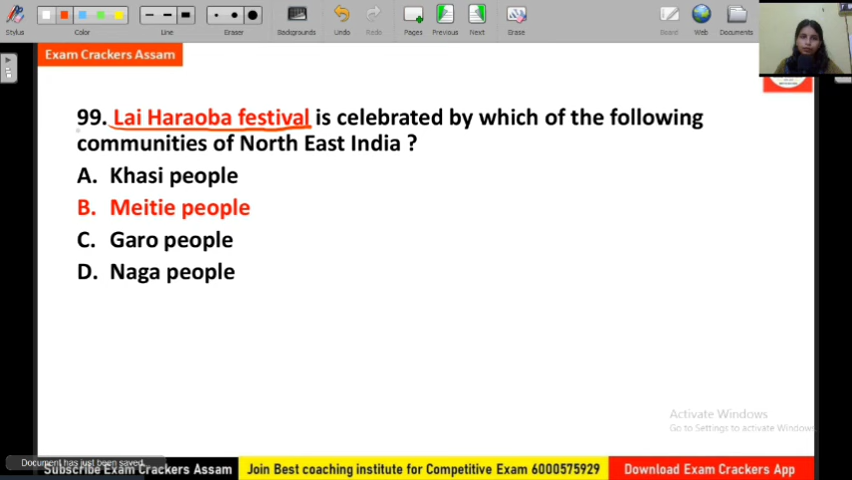 Stylus
Color
Line
Eraser
Backgrounds
Undo
Redo
Pages
Previous
Next
Erase
Board
Web
Documents
Exam Crackers Assam
99. Lai Haraoba festival is celebrated by which of the following
communities of North East India ?
A. Khasi people
B. Meitie people
C. Garo people
D. Naga people
Activate Windows
Go to Settings to activate Windows
Document has just been saved.
Subscribe Exam Crackers Assam
Join Best coaching institute for Competitive Exam 6000575929
Download Exam Crackers App